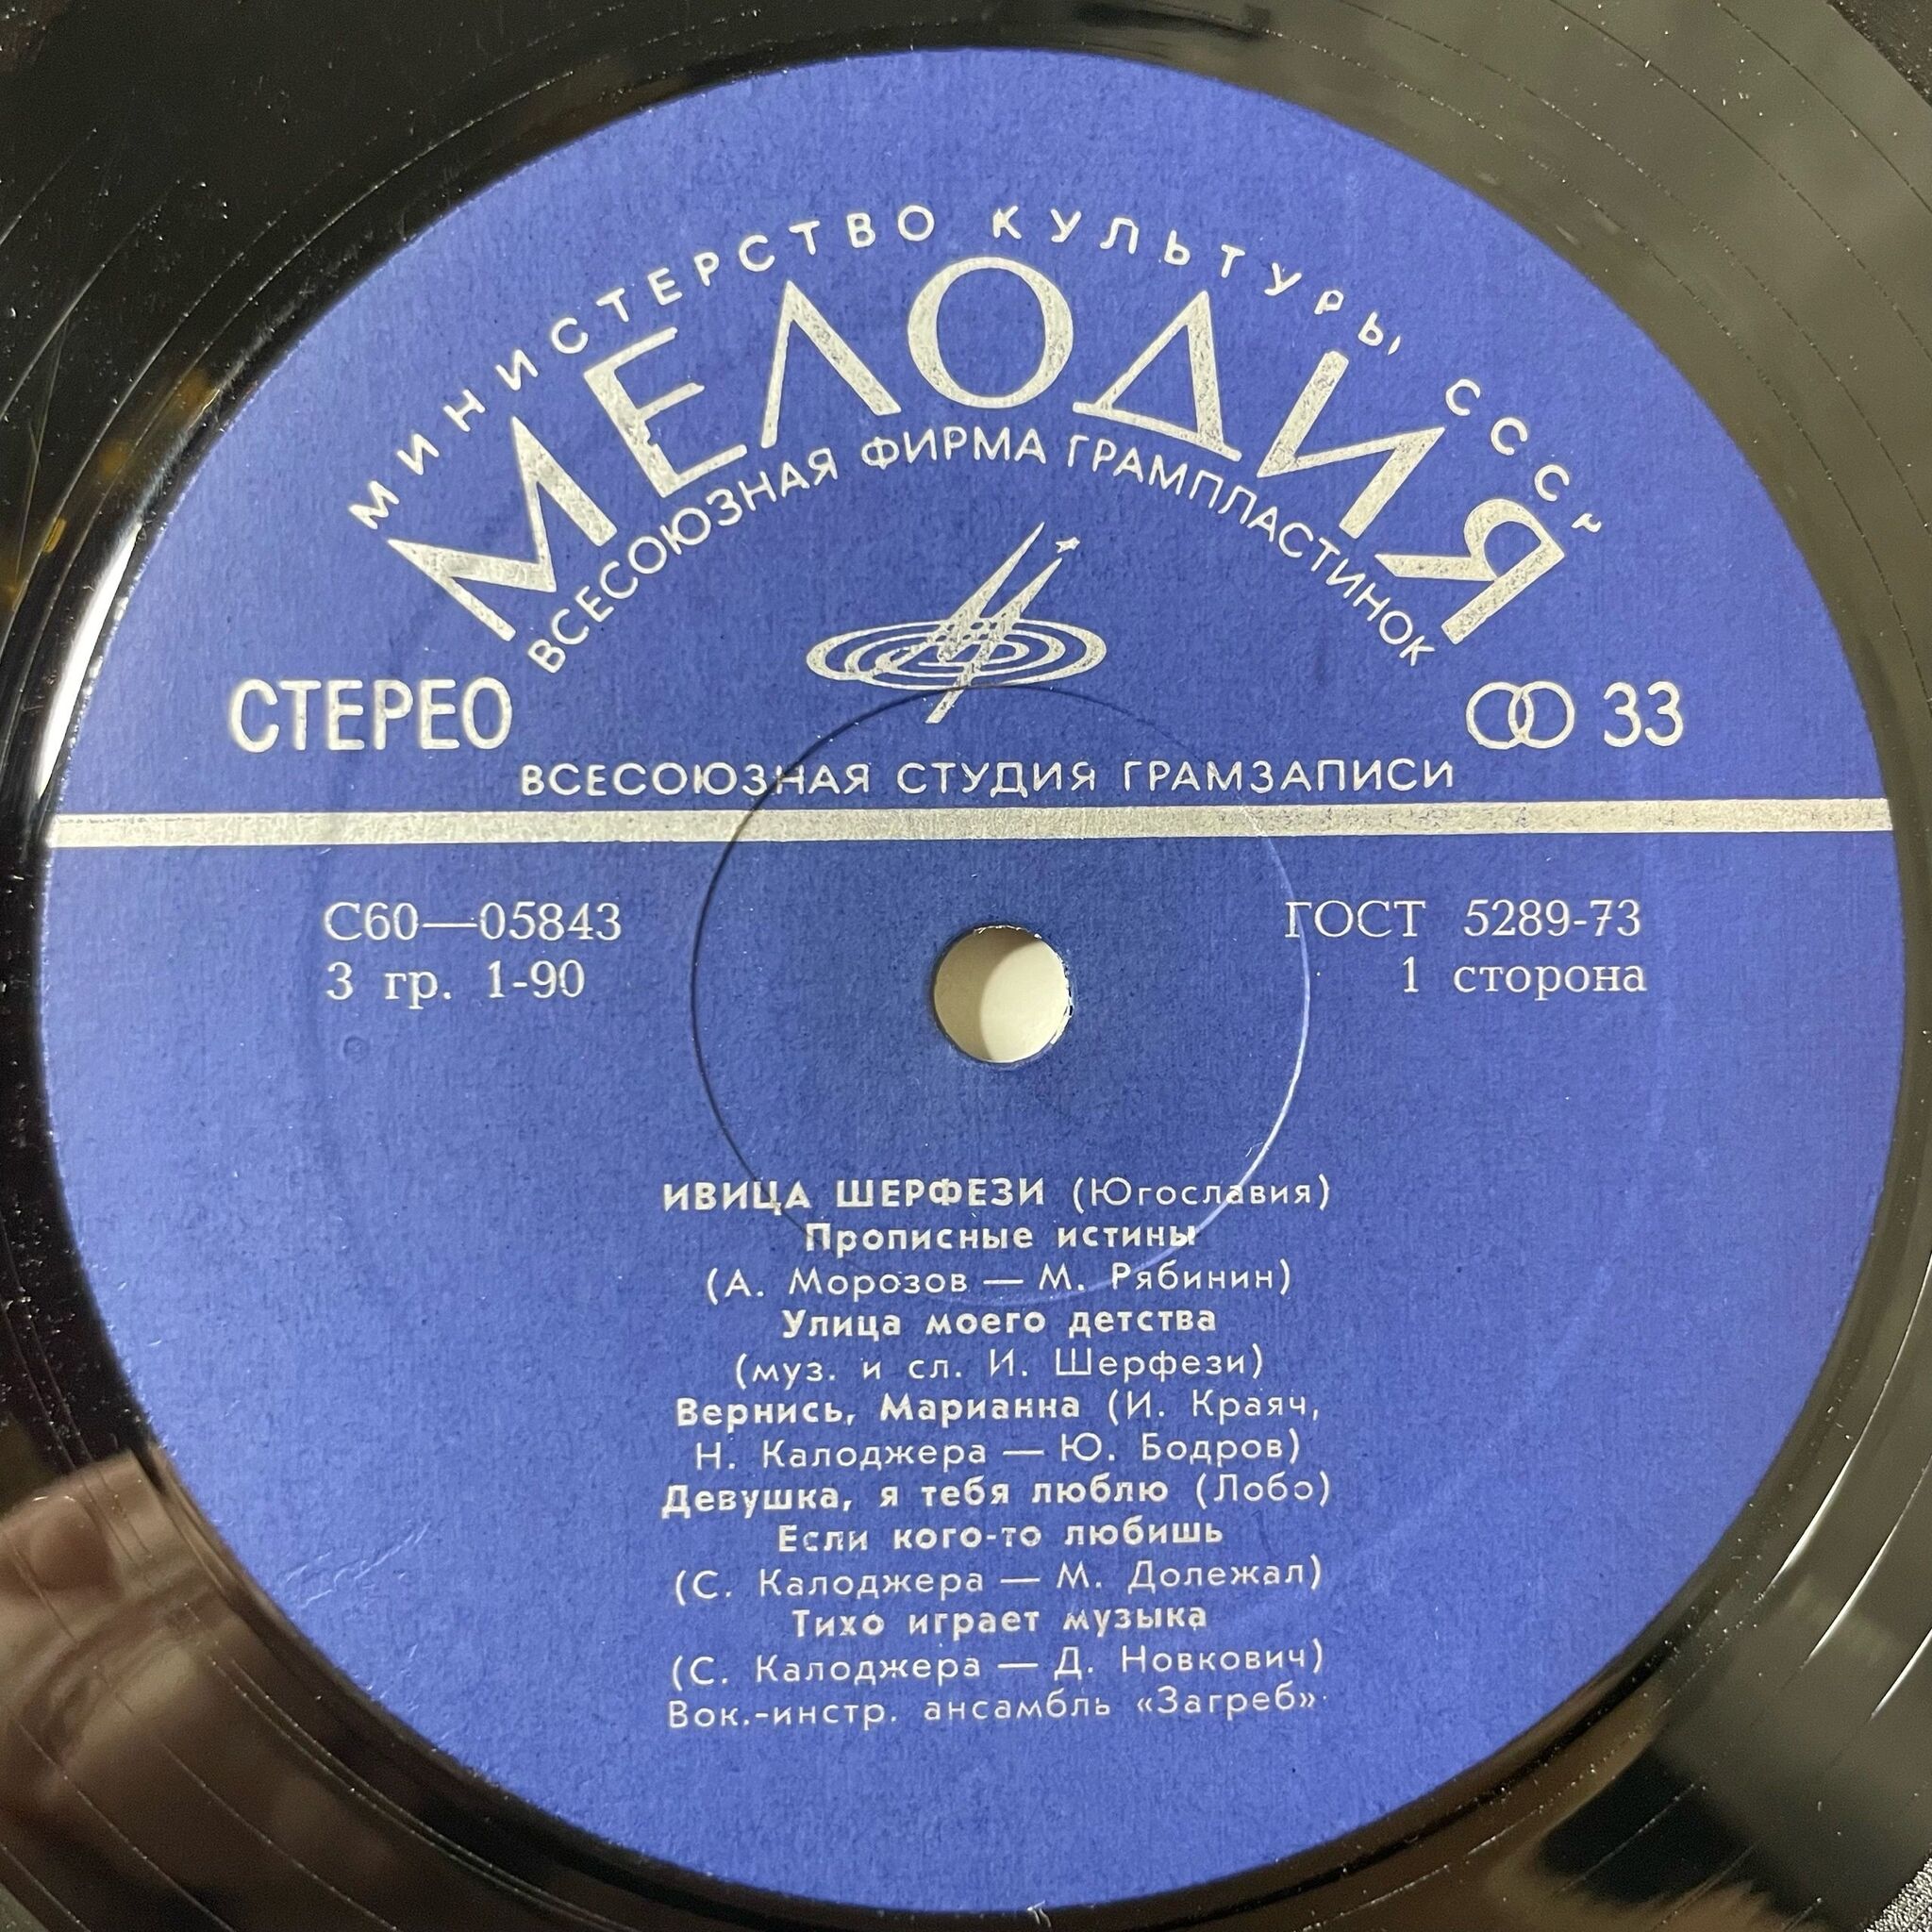 МИНИСТЕРСТВО КУЛЬТУРЫ СССР
МЕЛОДИЯ
ВСЕСОЮЗНАЯ ФИРМА ГРАМПЛАСТИНОК
СТЕРЕО
33
ВСЕСОЮЗНАЯ СТУДИЯ ГРАМЗАПИСИ
С60—05843
ГОСТ 5289-73
3 гр. 1-90
1 сторона
ИВИЦА ШЕРФЕЗИ (Югославия)
Прописные истины
(А. Морозов — М. Рябинин)
Улица моего детства
(муз. и сл. И. Шерфези)
Вернись, Марианна (И. Краяч,
Н. Калоджера — Ю. Бодров)
Девушка, я тебя люблю (Лобо)
Если кого-то любишь
(С. Калоджера — М. Долежал)
Тихо играет музыка
(С. Калоджера — Д. Новкович)
Вок.-инстр. ансамбль «Загреб»